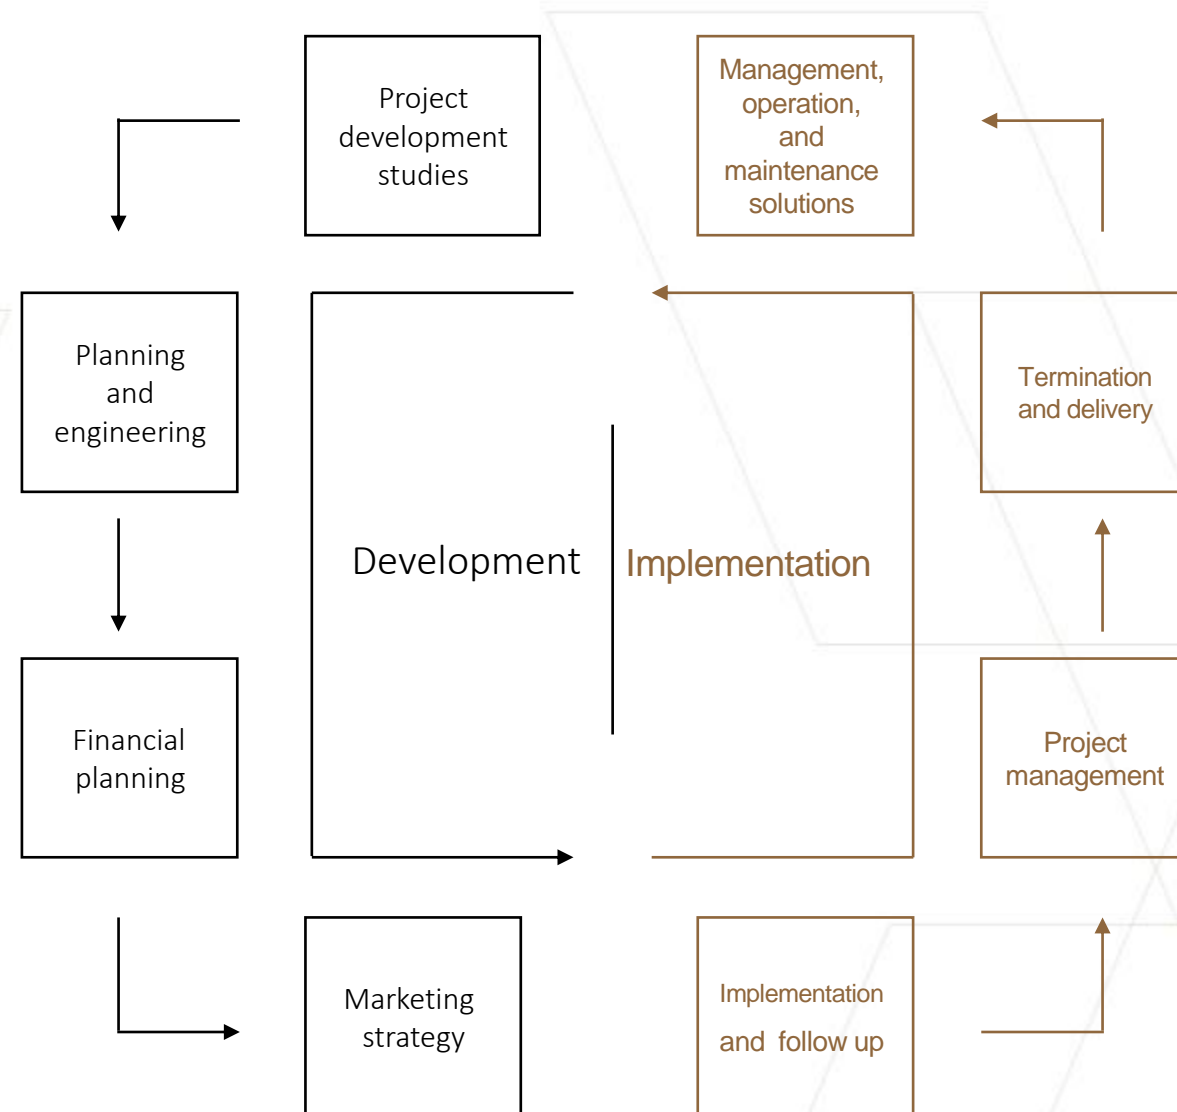 Project
development
studies
Management,
operation,
and
maintenance
solutions
Planning
and
engineering
Termination
and delivery
Development
Implementation
Financial
planning
Project
management
Marketing
strategy
Implementation
and follow up